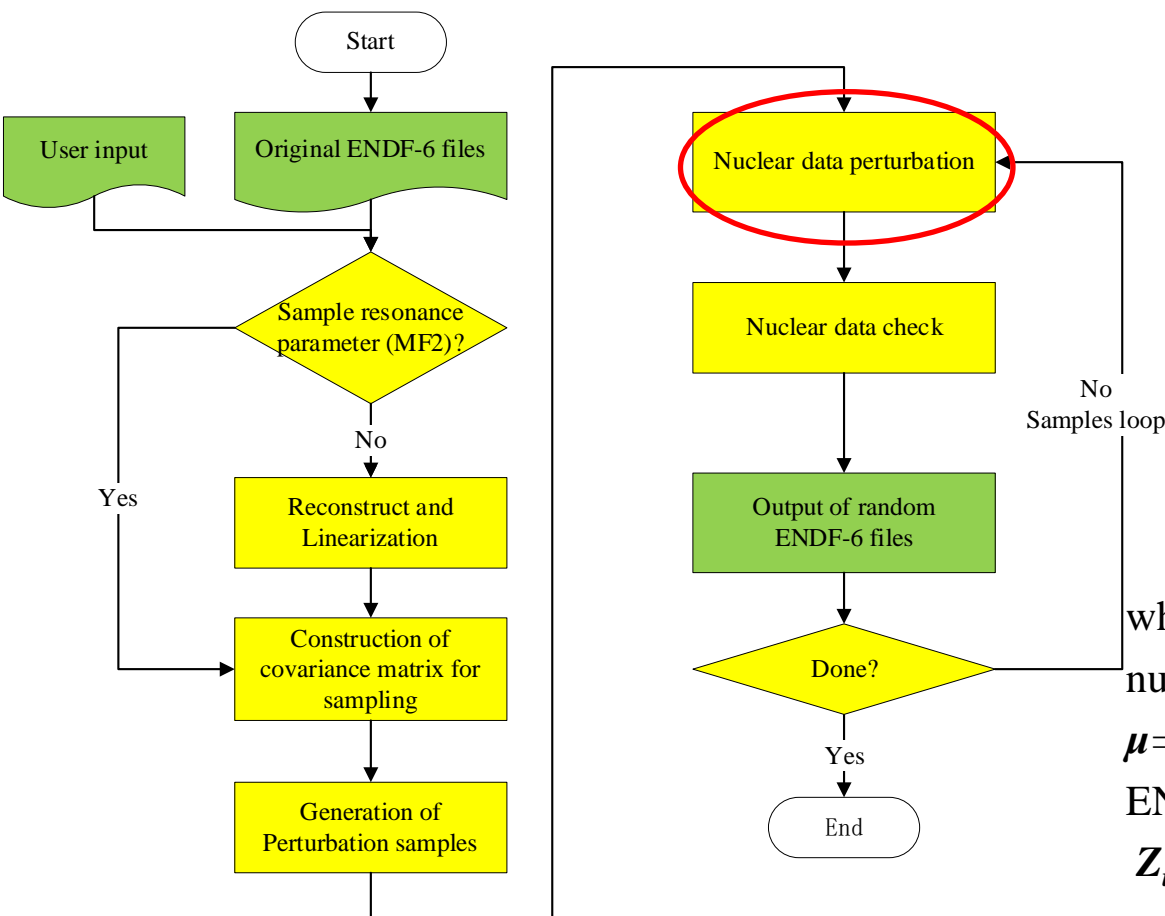 Start
User input
Original ENDF-6 files
Sample resonance
parameter (MF2)?
No
Yes
Reconstruct and
Linearization
Construction of
covariance matrix for
sampling
Generation of
Perturbation samples
Nuclear data perturbation
Nuclear data check
No
Samples loop
Output of random
ENDF-6 files
Done?
Yes
End
μ=